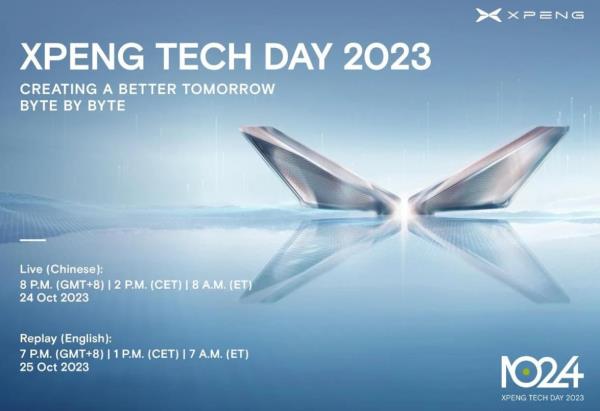 XPENG
XPENG TECH DAY 2023
CREATING A BETTER TOMORROW
BYTE BY BYTE
Live (Chinese):
8 P.M. (GMT+8) | 2 P.M. (CET) | 8 A.M. (ET)
24 Oct 2023
Replay (English):
7 P.M. (GMT+8) | 1 P.M. (CET) | 7 A.M. (ET)
25 Oct 2023
1024
XPENG TECH DAY 2023